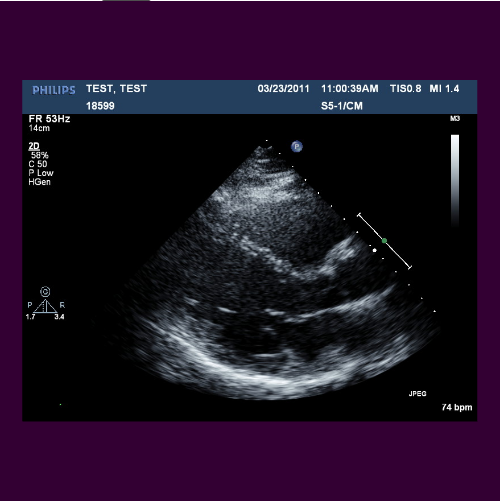 PHILIPS TEST, TEST 03/23/2011 11:00:39AM TIS0.8 MI 1.4
18599 S5-1/CM
FR 53Hz
14cm
M3
2D
58%
C 50
P Low
HGen
P
G
P R
1.7 3.4
JPEG
74 bpm